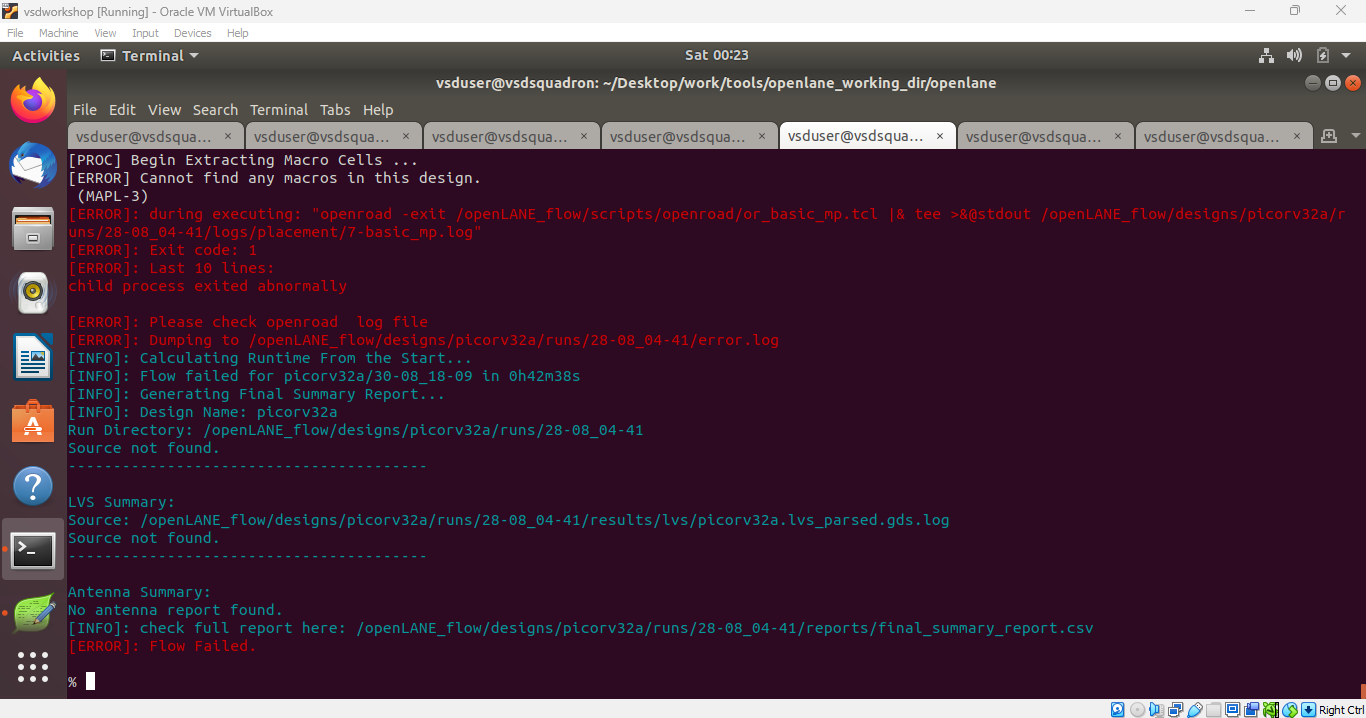 vsdworkshop [Running] - Oracle VM VirtualBox
File Machine View Input Devices Help
Activities Terminal Sat 00:23
vsduser@vsdsquadron: ~/Desktop/work/tools/openlane_working_dir/openlane
File Edit View Search Terminal Tabs Help
vsduser@vsdsqua... × vsduser@vsdsqua... × vsduser@vsdsqua... × vsduser@vsdsqua... × vsduser@vsdsqua... × vsduser@vsdsqua... × vsduser@vsdsqua... ×
[PROC] Begin Extracting Macro Cells ...
[ERROR] Cannot find any macros in this design.
(MAPL-3)
[ERROR]: during executing: "openroad -exit /openLANE_flow/scripts/openroad/or_basic_mp.tcl |& tee >&@stdout /openLANE_flow/designs/picorv32a/r
uns/28-08_04-41/logs/placement/7-basic_mp.log"
[ERROR]: Exit code: 1
[ERROR]: Last 10 lines:
child process exited abnormally
[ERROR]: Please check openroad  log file
[ERROR]: Dumping to /openLANE_flow/designs/picorv32a/runs/28-08_04-41/error.log
[INFO]: Calculating Runtime From the Start...
[INFO]: Flow failed for picorv32a/30-08_18-09 in 0h42m38s
[INFO]: Generating Final Summary Report...
[INFO]: Design Name: picorv32a
Run Directory: /openLANE_flow/designs/picorv32a/runs/28-08_04-41
Source not found.
----------------------------------------
LVS Summary:
Source: /openLANE_flow/designs/picorv32a/runs/28-08_04-41/results/lvs/picorv32a.lvs_parsed.gds.log
Source not found.
----------------------------------------
Antenna Summary:
No antenna report found.
[INFO]: check full report here: /openLANE_flow/designs/picorv32a/runs/28-08_04-41/reports/final_summary_report.csv
[ERROR]: Flow Failed.
%
Right Ctrl